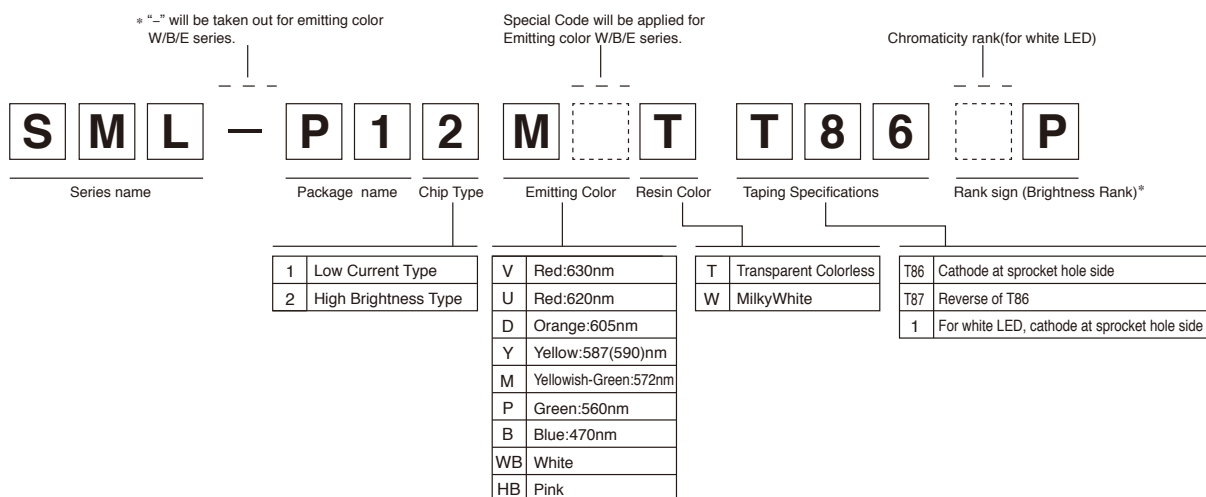 * “–” will be taken out for emitting color
W/B/E series.
Special Code will be applied for
Emitting color W/B/E series.
Chromaticity rank(for white LED)
S M L – P 1 2 M T T 8 6 P
Series name Package name Chip Type Emitting Color Resin Color Taping Specifications Rank sign (Brightness Rank)*
1 Low Current Type
2 High Brightness Type
V Red:630nm
U Red:620nm
D Orange:605nm
Y Yellow:587(590)nm
M Yellowish-Green:572nm
P Green:560nm
B Blue:470nm
WB White
HB Pink
T Transparent Colorless
W MilkyWhite
T86 Cathode at sprocket hole side
T87 Reverse of T86
1 For white LED, cathode at sprocket hole side